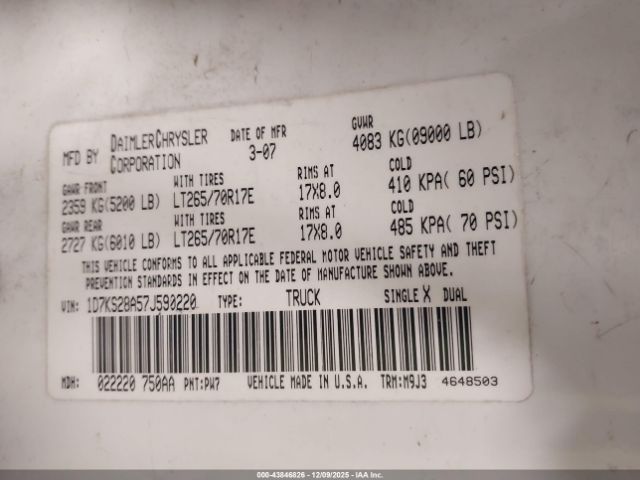 MFD BY DAIMLERCHRYSLER CORPORATION DATE OF MFR 3-07 GVWR 4083 KG(09000 LB)
GAWR FRONT WITH TIRES RIMS AT COLD
2359 KG(5200 LB) LT265/70R17E 17X8.0 410 KPA( 60 PSI)
GAWR REAR WITH TIRES RIMS AT COLD
2727 KG(6010 LB) LT265/70R17E 17X8.0 485 KPA( 70 PSI)
THIS VEHICLE CONFORMS TO ALL APPLICABLE FEDERAL MOTOR VEHICLE SAFETY AND THEFT
PREVENTION STANDARDS IN EFFECT ON THE DATE OF MANUFACTURE SHOWN ABOVE.
VIN: 1D7KS28A57J590220 TYPE: TRUCK SINGLE X DUAL
MDH: 022220 750AA PNT:PW7 VEHICLE MADE IN U.S.A. TRM:M9J3 4648503
000-43846826 | 12/09/2025 | IAA Inc.